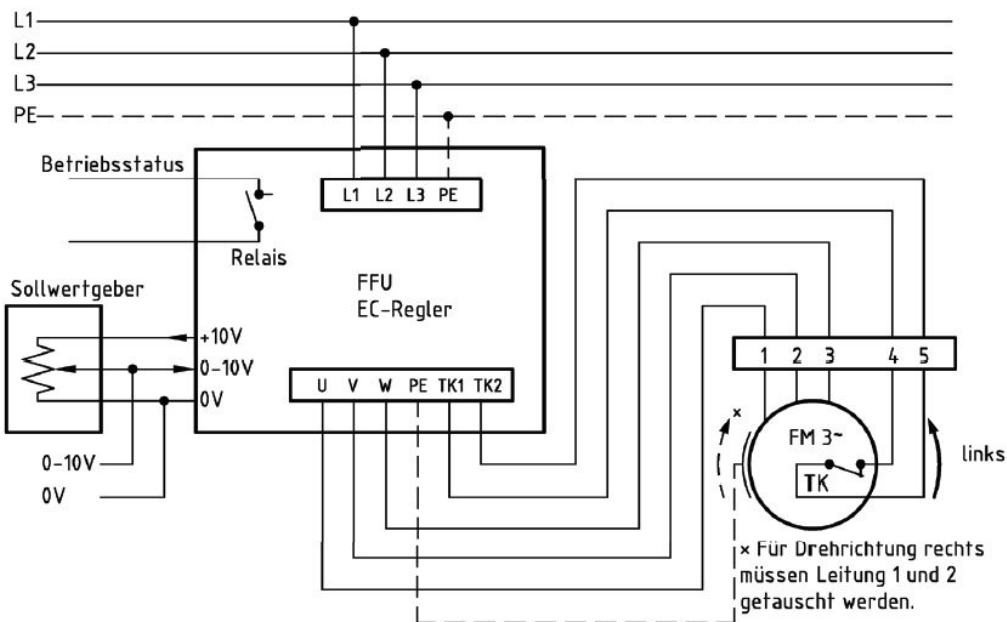 L1
L2
L3
PE
Betriebsstatus
L1 L2 L3 PE
Relais
Sollwertgeber
FFU
EC-Regler
+10V
0-10V
0V
U V W PE TK1 TK2
1 2 3 4 5
×
FM 3~
TK
links
0-10V
0V
× Für Drehrichtung rechts
müssen Leitung 1 und 2
getauscht werden.